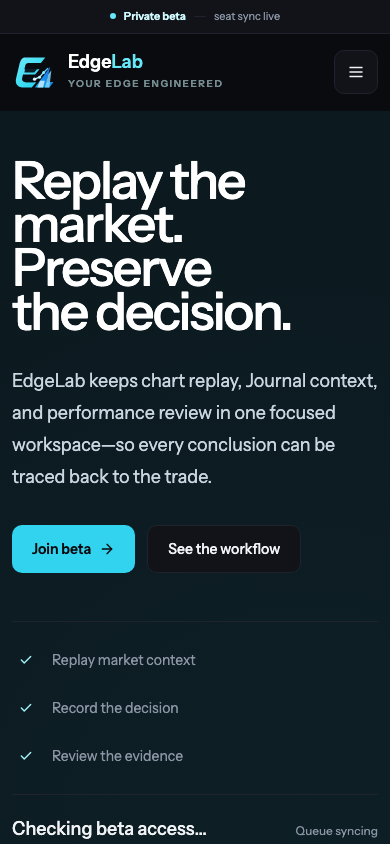 Private beta — seat sync live
EdgeLab
YOUR EDGE ENGINEERED
Replay the
market.
Preserve
the decision.
EdgeLab keeps chart replay, Journal context,
and performance review in one focused
workspace—so every conclusion can be
traced back to the trade.
Join beta → See the workflow
Replay market context
Record the decision
Review the evidence
Checking beta access... Queue syncing